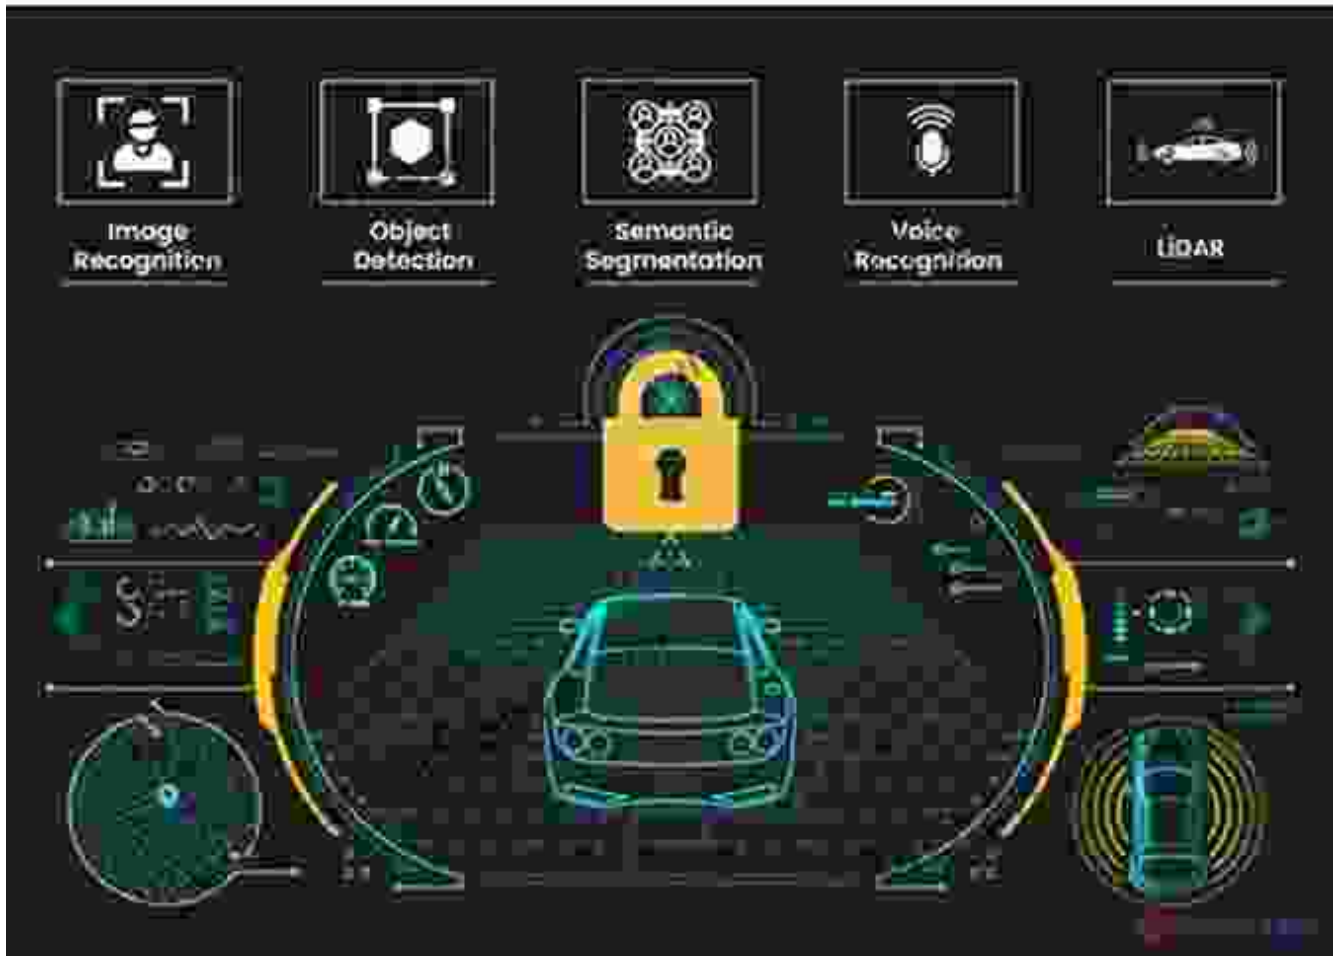 Image
Recognition
Object
Detection
Semantic
Segmentation
Voice
Recognition
LiDAR